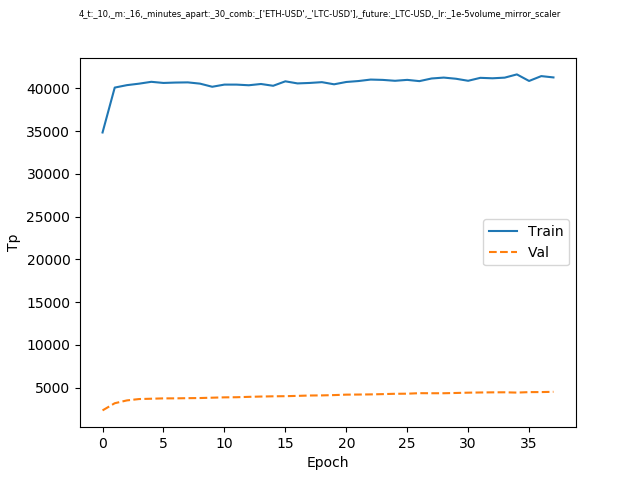 4_t:_10,_m:_16,_minutes_apart:_30_comb:_['ETH-USD',_'LTC-USD'],_future:_LTC-USD,_lr:_1e-5volume_mirror_scaler
40000
35000
30000
25000
20000
15000
10000
5000
Tp
Train
Val
0 5 10 15 20 25 30 35
Epoch